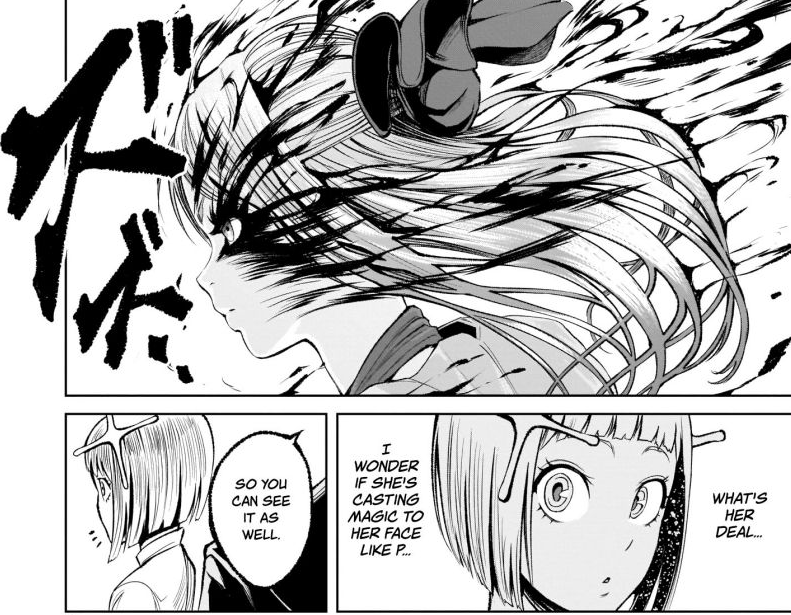 WHAT'S
HER
DEAL...
I
WONDER
IF SHE'S
CASTING
MAGIC TO
HER FACE
LIKE P...
SO YOU
CAN SEE
IT AS
WELL.